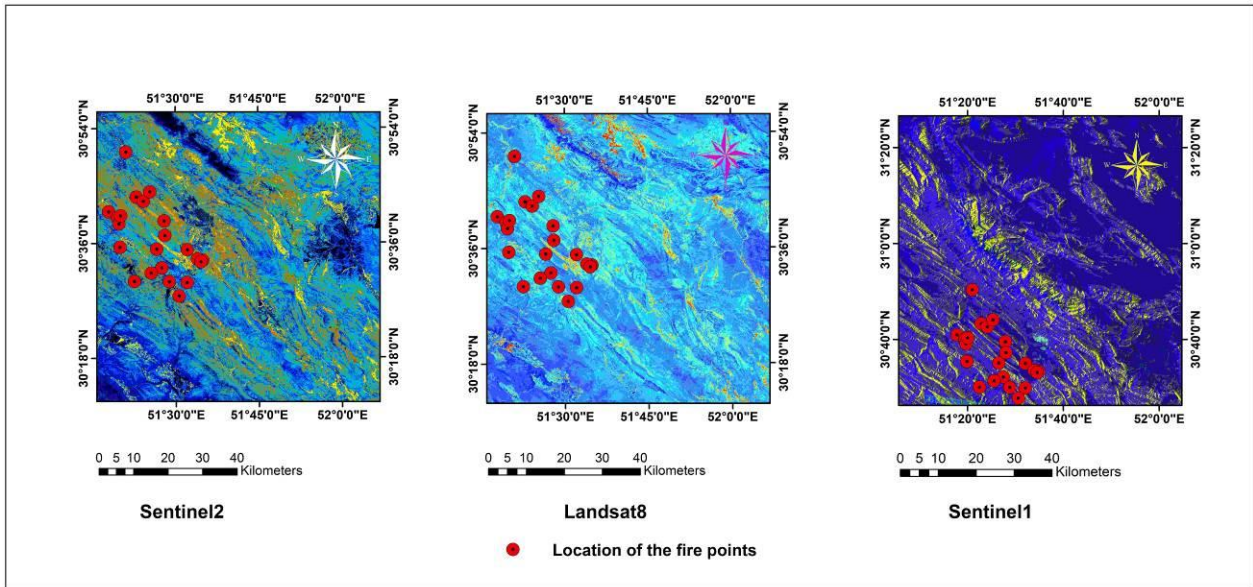 51°30'0"E 51°45'0"E 52°0'0"E
30°54'0"N
30°36'0"N
30°18'0"N
W E
30°54'0"N
30°36'0"N
30°18'0"N
51°30'0"E 51°45'0"E 52°0'0"E
0 5 10 20 30 40
Kilometers
Sentinel2
51°30'0"E 51°45'0"E 52°0'0"E
30°54'0"N
30°36'0"N
30°18'0"N
30°54'0"N
30°36'0"N
30°18'0"N
51°30'0"E 51°45'0"E 52°0'0"E
0 5 10 20 30 40
Kilometers
Landsat8
51°20'0"E 51°40'0"E 52°0'0"E
31°20'0"N
31°0'0"N
30°40'0"N
N
W E
31°20'0"N
31°0'0"N
30°40'0"N
51°20'0"E 51°40'0"E 52°0'0"E
0 5 10 20 30 40
Kilometers
Sentinel1
Location of the fire points